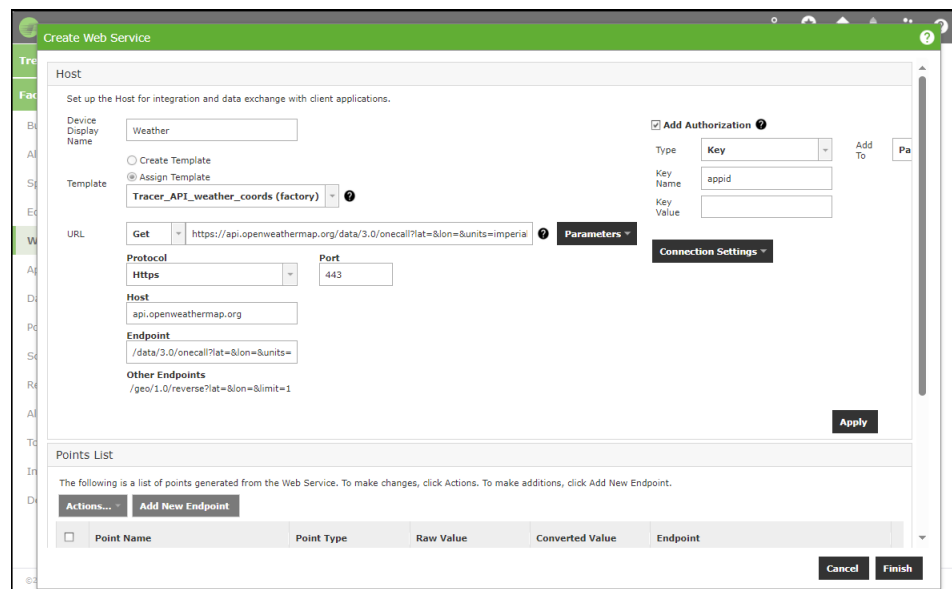 Create Web Service
Tre
Fac
Host
Set up the Host for integration and data exchange with client applications.
Device Display Name
Weather
Add Authorization
Create Template
Type
Key
Add To
Pa
Template
Assign Template
Tracer_API_weather_coords (factory)
Key Name
appid
Key Value
URL
Get
https://api.openweathermap.org/data/3.0/onecall?lat=&lon=&units=imperial
Parameters
Connection Settings
Protocol
Port
Https
443
Host
api.openweathermap.org
Endpoint
/data/3.0/onecall?lat=&lon=&units=
Other Endpoints
/geo/1.0/reverse?lat=&lon=&limit=1
Apply
Points List
The following is a list of points generated from the Web Service. To make changes, click Actions. To make additions, click Add New Endpoint.
Actions...
Add New Endpoint
Point Name
Point Type
Raw Value
Converted Value
Endpoint
Cancel
Finish